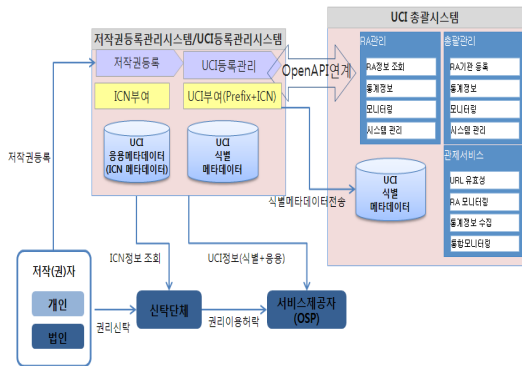 UCI 총괄시스템
저작권등록관리시스템/UCI등록관리시스템
저작권등록
UCI등록관리
OpenAPI연계
ICN부여
UCI부여(Prefix+ICN)
UCI
응용메타데이터
(ICN 메타데이터)
UCI
식별
메타데이터
RA관리
RA정보 조회
통계정보
모니터링
시스템 관리
총괄관리
RA기관 등록
통계정보
모니터링
시스템 관리
관제서비스
URL 유효성
RA 모니터링
통계정보 수집
통합모니터링
UCI
식별
메타데이터
식별메타데이터전송
저작권등록
ICN정보 조회
UCI정보(식별+응용)
저작(권)자
개인
법인
권리신탁
신탁단체
권리이용허락
서비스제공자
(OSP)